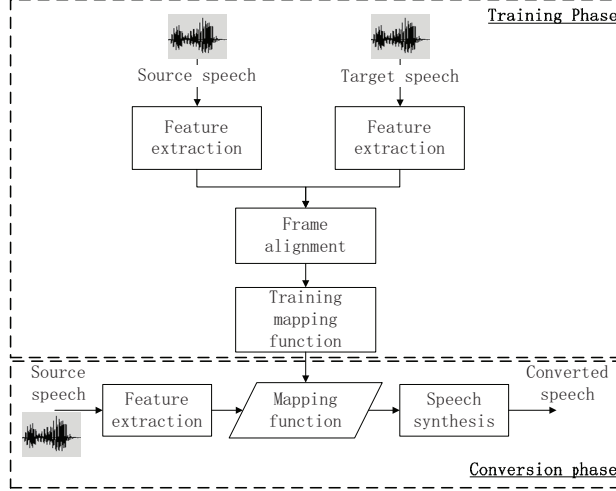 Training Phase
Source speech
Target speech
Feature
extraction
Feature
extraction
Frame
alignment
Training
mapping
function
Source
speech
Feature
extraction
Mapping
function
Speech
synthesis
Converted
speech
Conversion phase